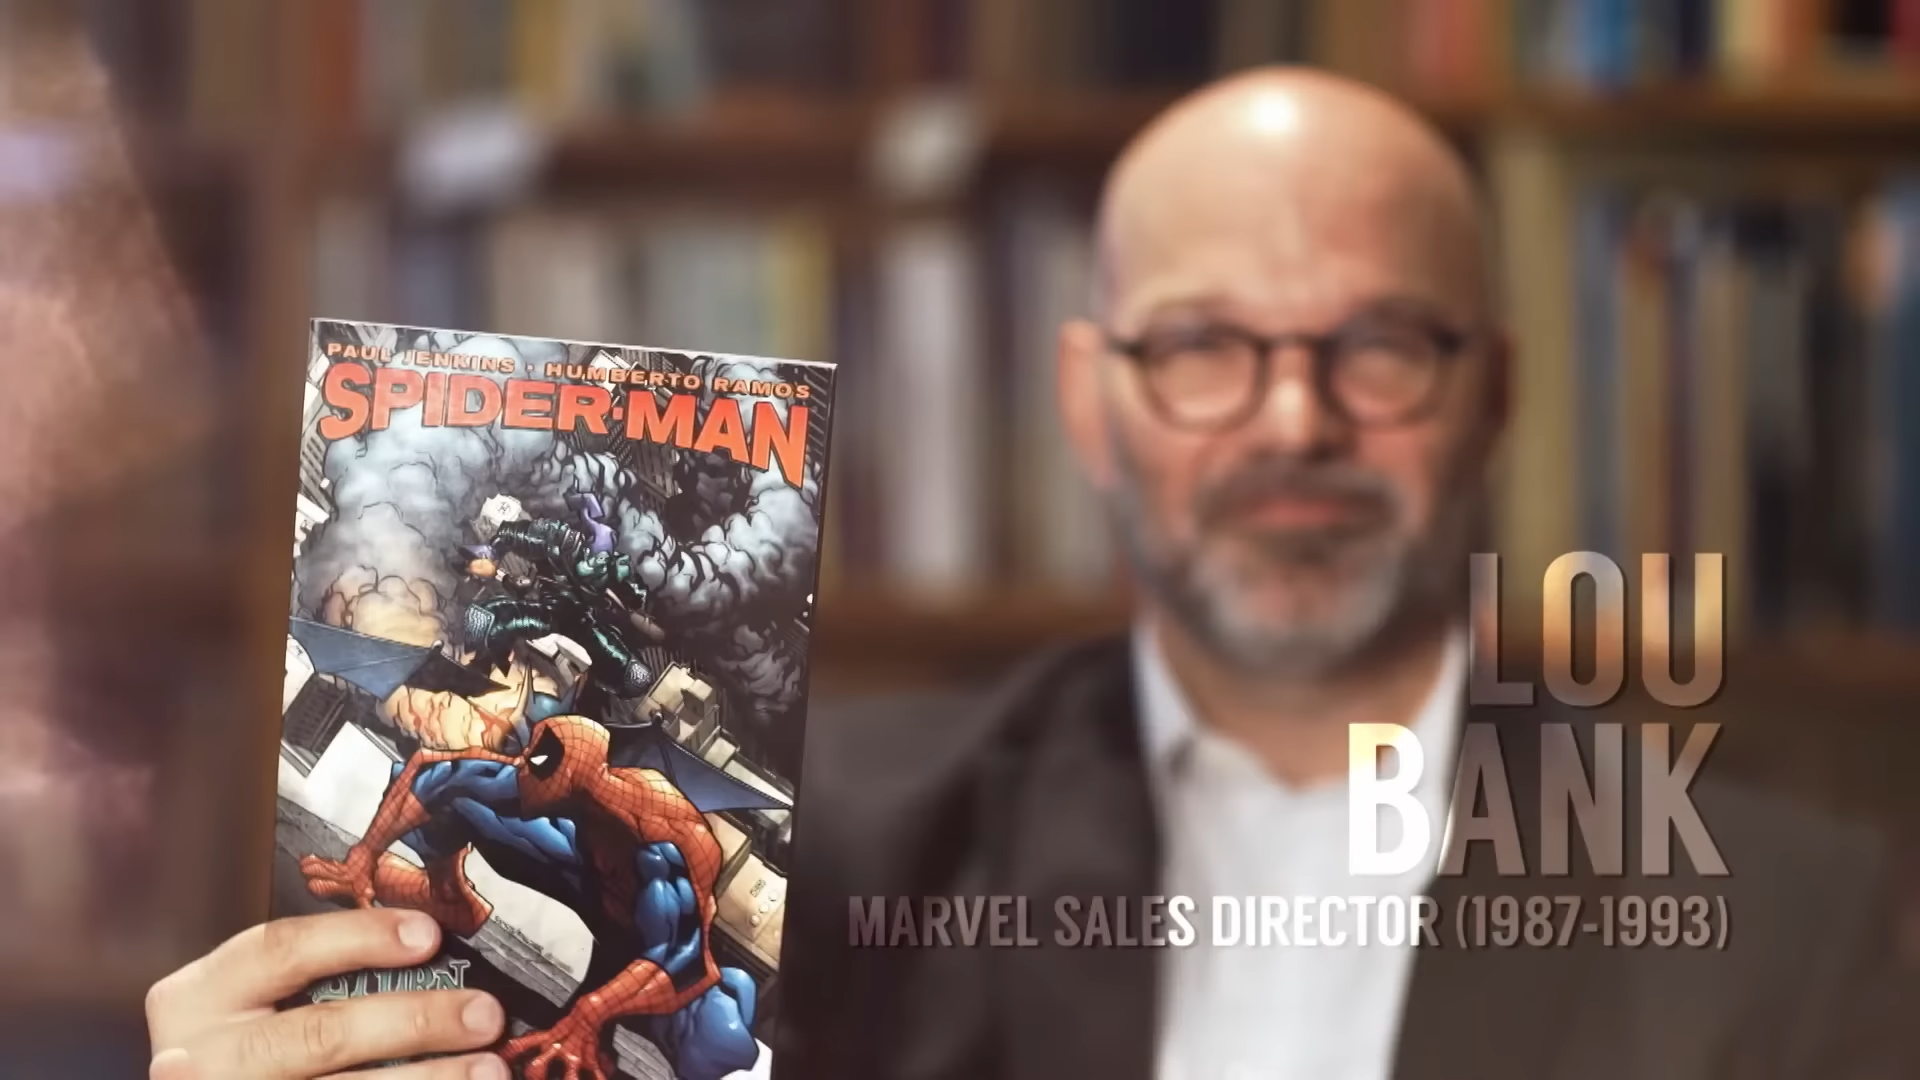 PAUL JENKINS · HUMBERTO RAMOS
SPIDER-MAN
LOU
BANK
MARVEL SALES DIRECTOR (1987-1993)